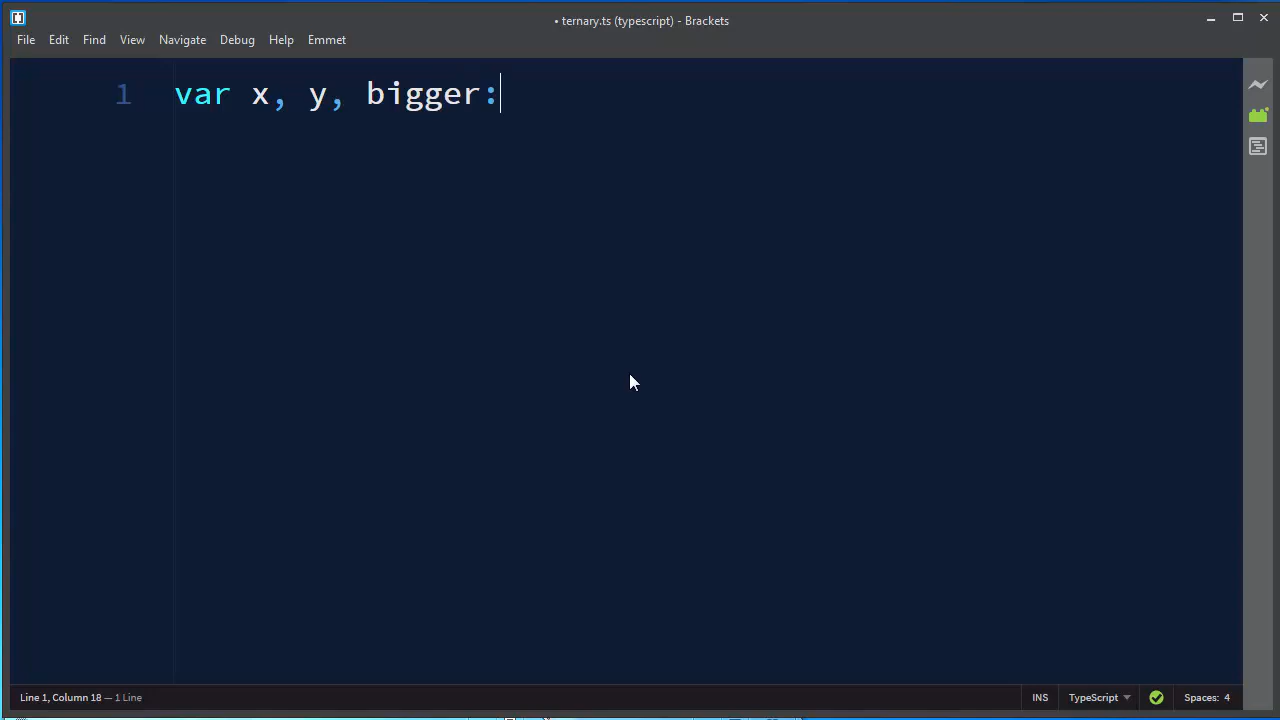 • ternary.ts (typescript) - Brackets
File Edit Find View Navigate Debug Help Emmet
1 var x, y, bigger:
Line 1, Column 18 — 1 Line INS TypeScript Spaces: 4